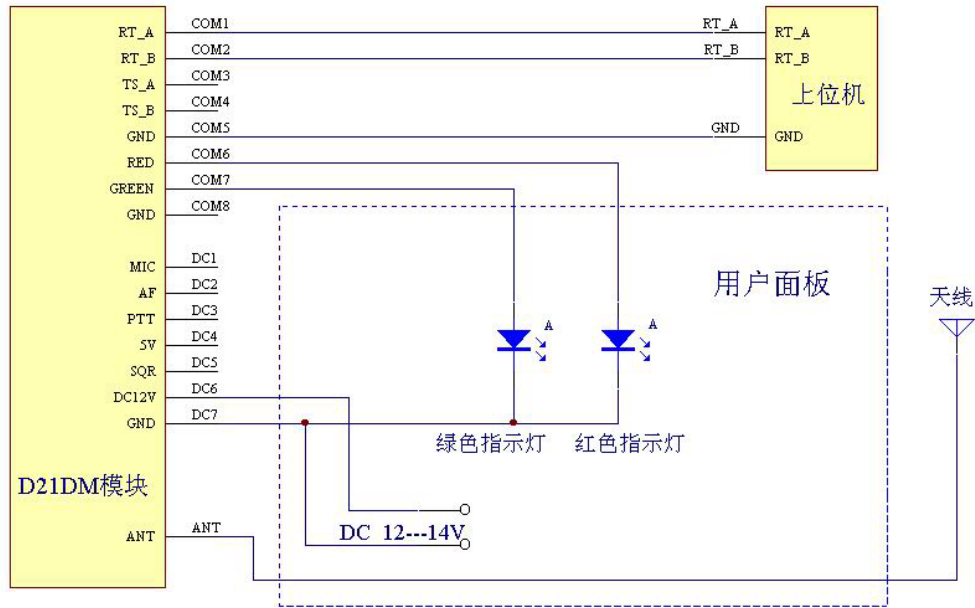 RT_A COM1 RT_A RT_A
RT_B COM2 RT_B RT_B
TS_A COM3
上位机
TS_B COM4
GND COM5 GND GND
RED COM6
GREEN COM7
GND COM8
MIC DC1
用户面板
AF DC2
天线
PTT DC3
A A
5V DC4
SQR DC5
DC12V DC6
GND DC7
绿色指示灯 红色指示灯
D21DM模块
DC 12---14V
ANT ANT